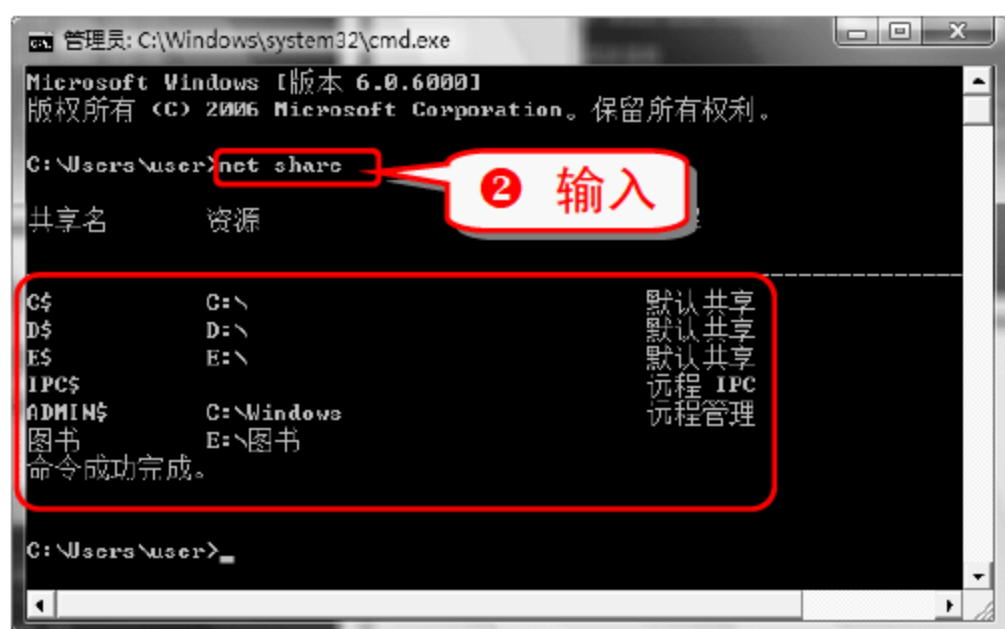 管理员: C:\Windows\system32\cmd.exe
Microsoft Windows [版本 6.0.6000]
版权所有 (C) 2006 Microsoft Corporation。保留所有权利。
C:\Users\user>net share
❷ 输入
共享名 资源
-------------------------------------------------------------------------------
C$ C:\ 默认共享
D$ D:\ 默认共享
E$ E:\ 默认共享
IPC$ 远程 IPC
ADMIN$ C:\Windows 远程管理
图书 E:\图书
命令成功完成。
C:\Users\user>_